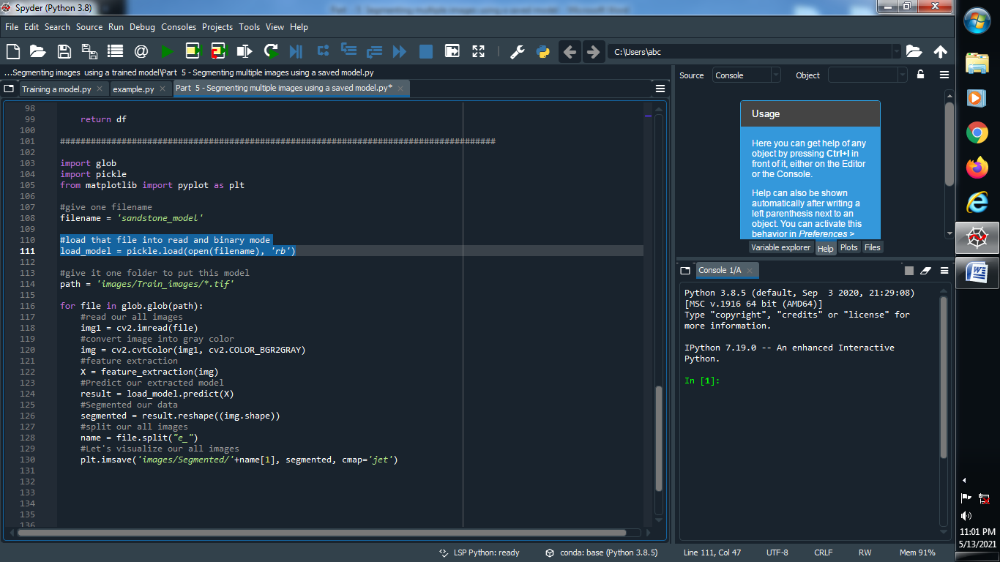 Spyder (Python 3.8)
Part - 5 Segmenting multiple images using a saved model - Microsoft Word
File Edit Search Source Run Debug Consoles Projects Tools View Help
C:\Users\abc
...Segmenting images  using a trained model\Part  5 - Segmenting multiple images using a saved model.py
Training a model.py
example.py
Part  5 - Segmenting multiple images using a saved model.py*
98
99 return df
100
101 #####################################################################################
102
103 import glob
104 import pickle
105 from matplotlib import pyplot as plt
106
107 #give one filename
108 filename = 'sandstone_model'
109
110 #load that file into read and binary mode
111 load_model = pickle.load(open(filename), 'rb')
112
113 #give it one folder to put this model
114 path = 'images/Train_images/*.tif'
115
116 for file in glob.glob(path):
117 #read our all images
118 img1 = cv2.imread(file)
119 #convert image into gray color
120 img = cv2.cvtColor(img1, cv2.COLOR_BGR2GRAY)
121 #feature extraction
122 X = feature_extraction(img)
123 #Predict our extracted model
124 result = load_model.predict(X)
125 #Segmented our data
126 segmented = result.reshape((img.shape))
127 #split our all images
128 name = file.split("e_")
129 #Let's visualize our all images
130 plt.imsave('images/Segmented/'+name[1], segmented, cmap='jet')
131
132
133
134
135
136
Source Console Object
Usage
Here you can get help of any
object by pressing Ctrl+I in
front of it, either on the Editor
or the Console.
Help can also be shown
automatically after writing a
left parenthesis next to an
object. You can activate this
behavior in Preferences >
Variable explorer Help Plots Files
Console 1/A
Python 3.8.5 (default, Sep  3 2020, 21:29:08)
[MSC v.1916 64 bit (AMD64)]
Type "copyright", "credits" or "license" for
more information.
IPython 7.19.0 -- An enhanced Interactive
Python.
In [1]:
LSP Python: ready
conda: base (Python 3.8.5)
Line 111, Col 47
UTF-8
CRLF
RW
Mem 91%
11:01 PM
5/13/2021